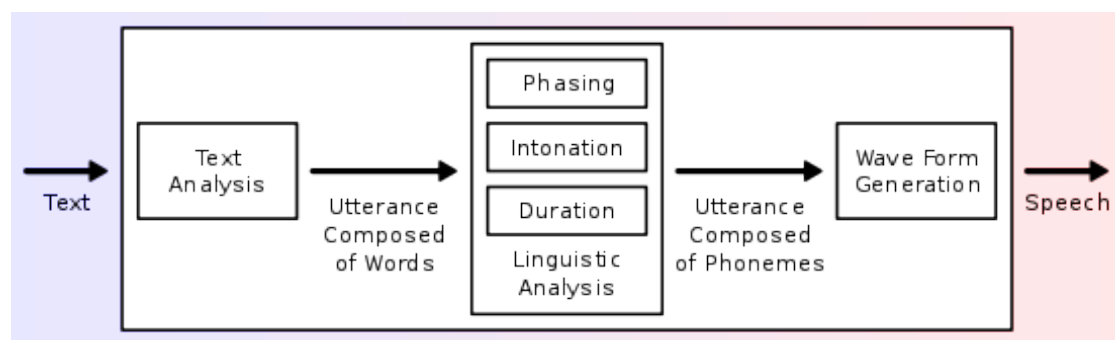 Text
Text
Analysis
Utterance
Composed
of Words
Phasing
Intonation
Duration
Linguistic
Analysis
Utterance
Composed
of Phonemes
Wave Form
Generation
Speech